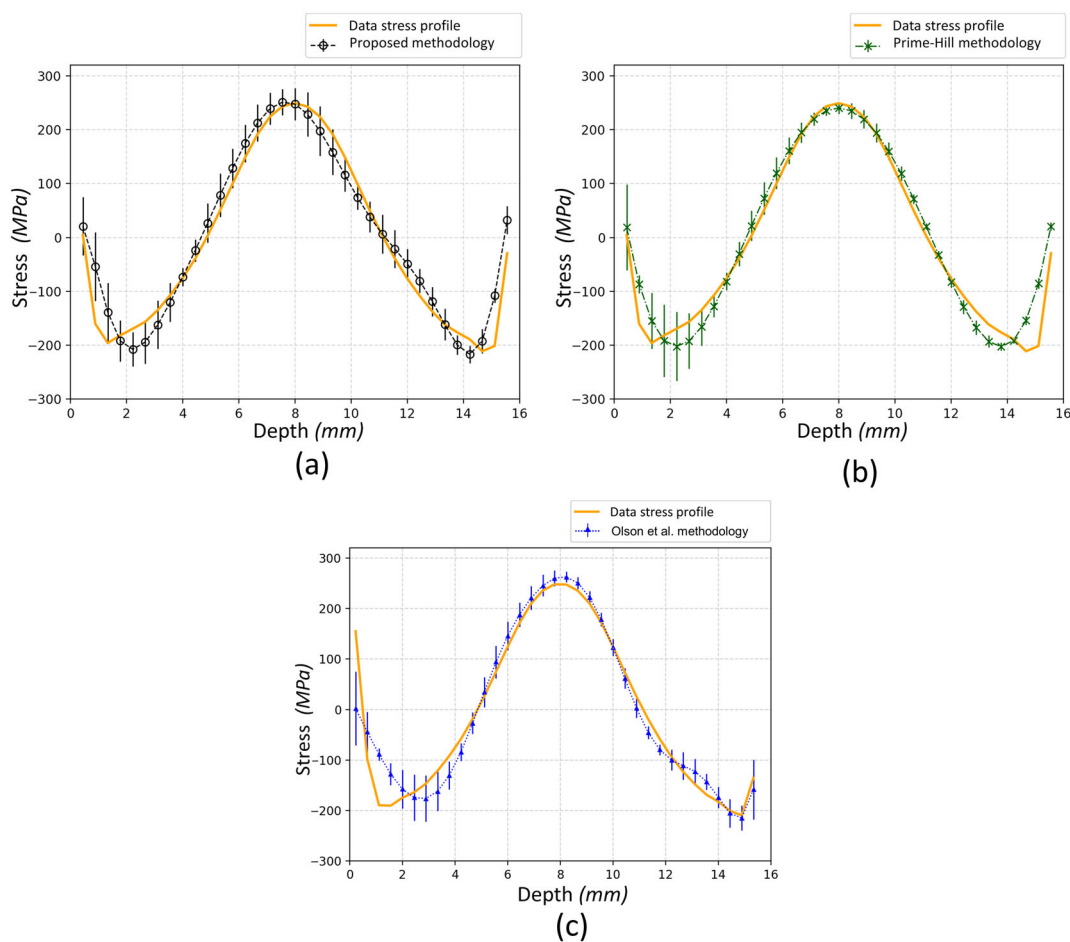 Data stress profile
Proposed methodology
300
200
100
0
−100
−200
−300
Stress (MPa)
0 2 4 6 8 10 12 14 16
Depth (mm)
(a)
Data stress profile
Prime-Hill methodology
300
200
100
0
−100
−200
−300
Stress (MPa)
0 2 4 6 8 10 12 14 16
Depth (mm)
(b)
Data stress profile
Olson et al. methodology
300
200
100
0
−100
−200
−300
Stress (MPa)
0 2 4 6 8 10 12 14 16
Depth (mm)
(c)